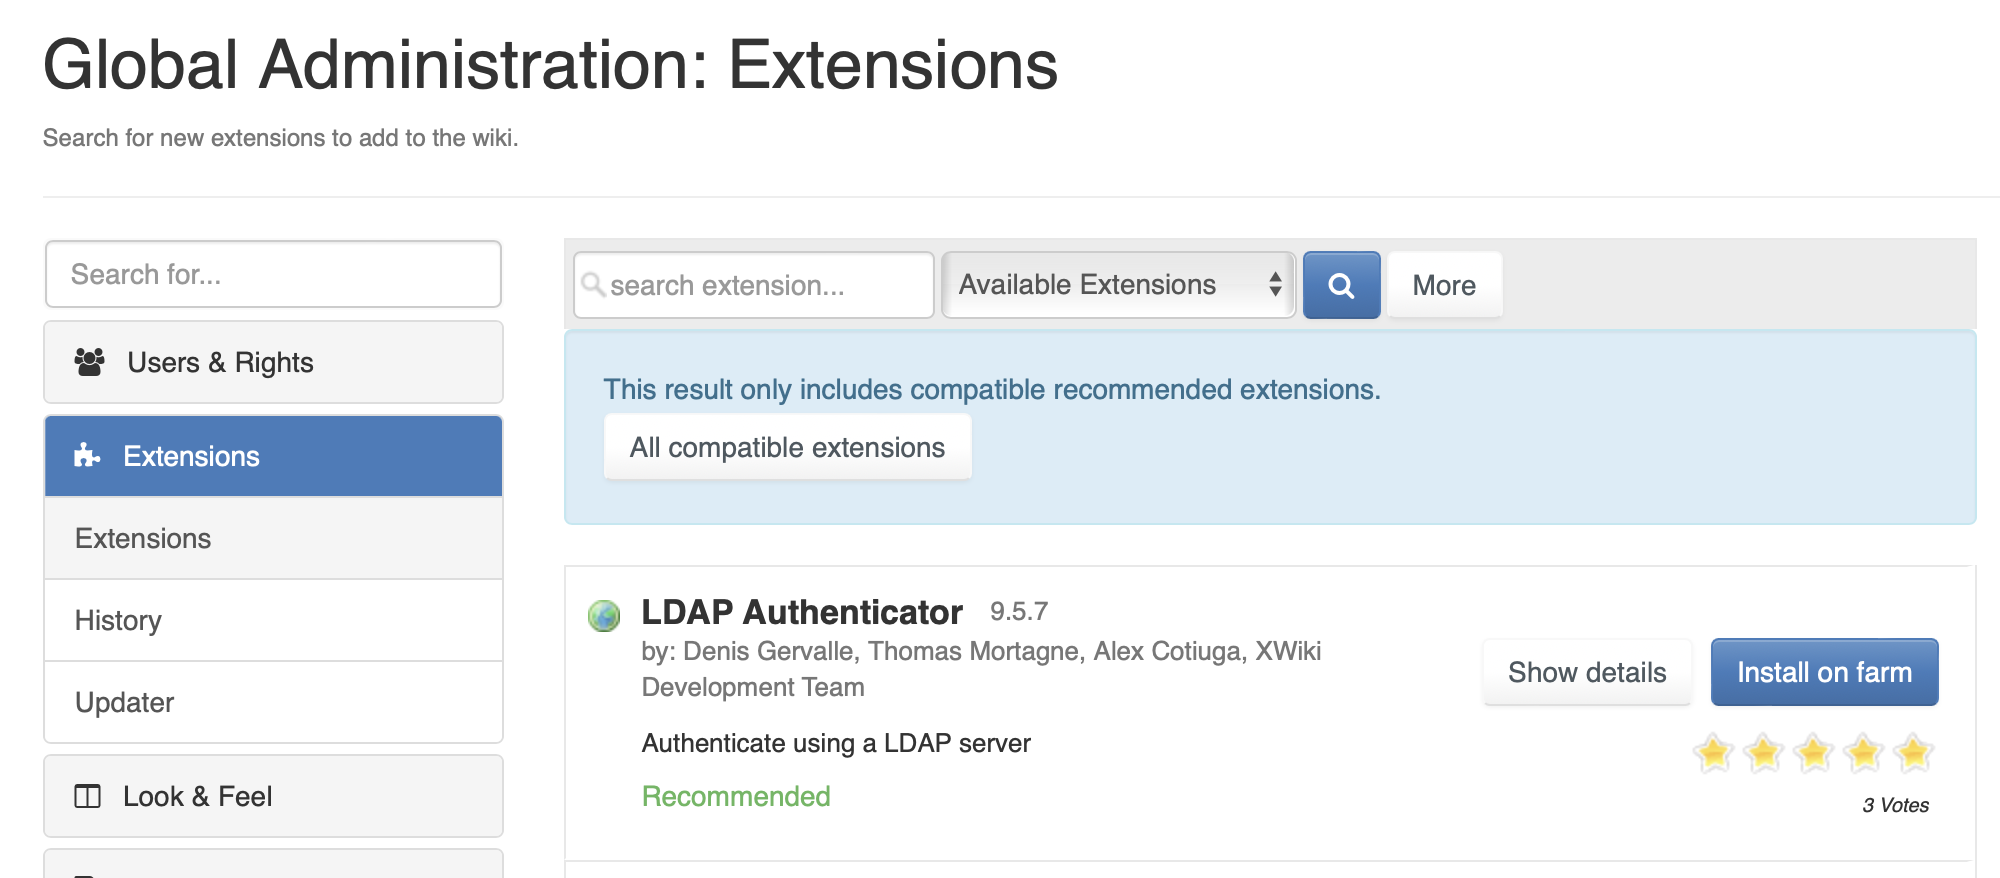 Global Administration: Extensions
Search for new extensions to add to the wiki.
Search for...
Users & Rights
Extensions
Extensions
History
Updater
Look & Feel
search extension...
Available Extensions
More
This result only includes compatible recommended extensions.
All compatible extensions
LDAP Authenticator 9.5.7
by: Denis Gervalle, Thomas Mortagne, Alex Cotiuga, XWiki
Development Team
Authenticate using a LDAP server
Recommended
Show details
Install on farm
3 Votes